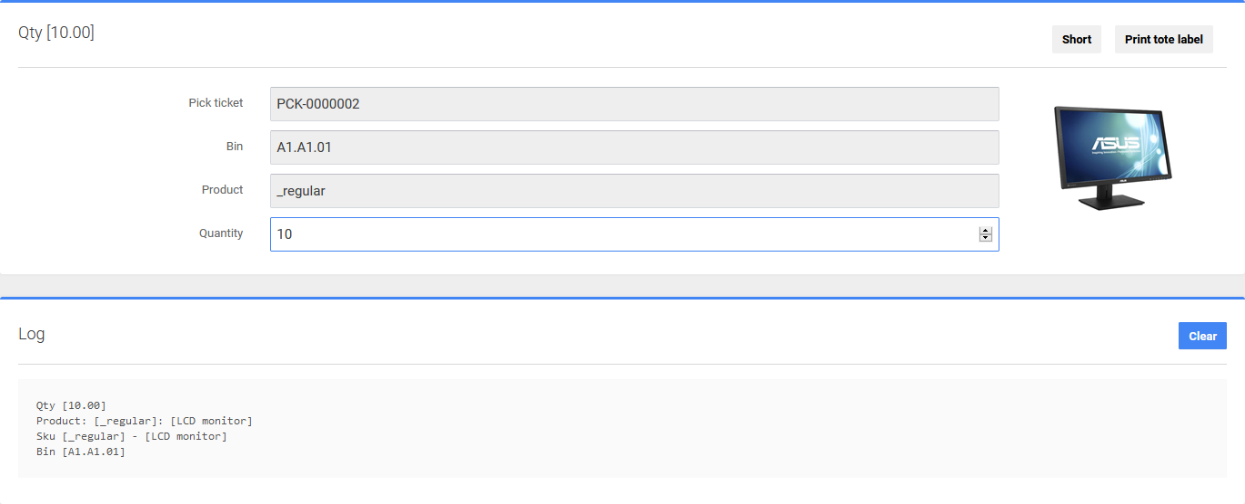 Qty [10.00]
Short
Print tote label
Pick ticket
PCK-0000002
Bin
A1.A1.01
Product
_regular
Quantity
10
ASUS
Log
Clear
Qty [10.00]
Product: [_regular]: [LCD monitor]
Sku [_regular] - [LCD monitor]
Bin [A1.A1.01]